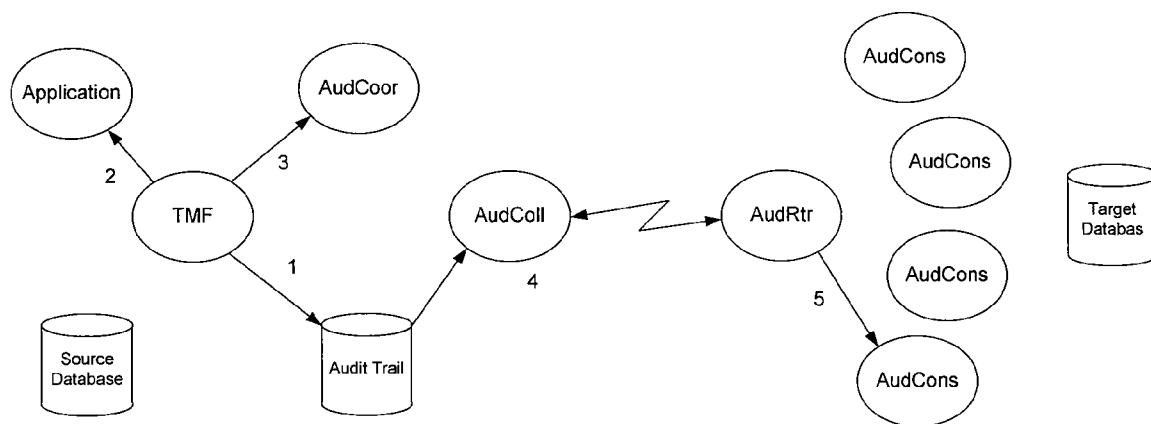 AudCons
Application
AudCoor
3
2
AudCons
TMF
AudColl
AudRtr
Target
Databas
1
4
AudCons
5
Source
Database
Audit Trail
AudCons